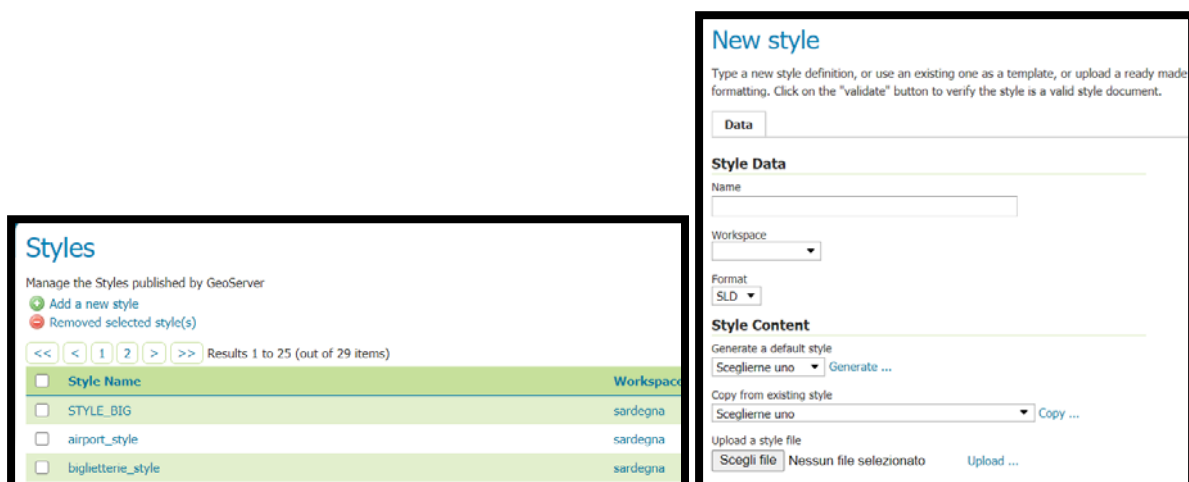 Styles
Manage the Styles published by GeoServer
Add a new style
Removed selected style(s)
<< < 1 2 > >> Results 1 to 25 (out of 29 items)
Style Name Workspace
STYLE_BIG sardegna
airport_style sardegna
biglietterie_style sardegna
New style
Type a new style definition, or use an existing one as a template, or upload a ready made
formatting. Click on the "validate" button to verify the style is a valid style document.
Data
Style Data
Name
Workspace
Format
SLD
Style Content
Generate a default style
Sceglierne uno Generate ...
Copy from existing style
Sceglierne uno Copy ...
Upload a style file
Scegli file Nessun file selezionato Upload ...